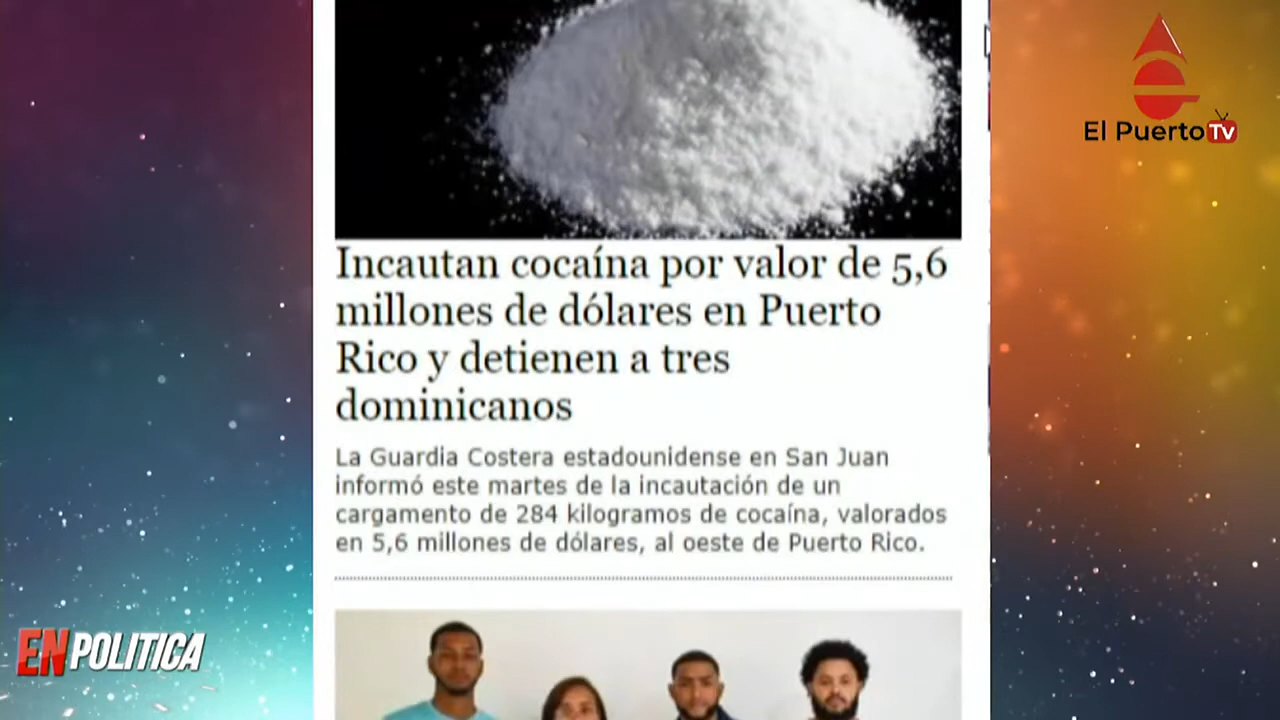 El Puerto Tv
Incautan cocaína por valor de 5,6
millones de dólares en Puerto
Rico y detienen a tres
dominicanos
La Guardia Costera estadounidense en San Juan
informó este martes de la incautación de un
cargamento de 284 kilogramos de cocaína, valorados
en 5,6 millones de dólares, al oeste de Puerto Rico.
EN POLITICA